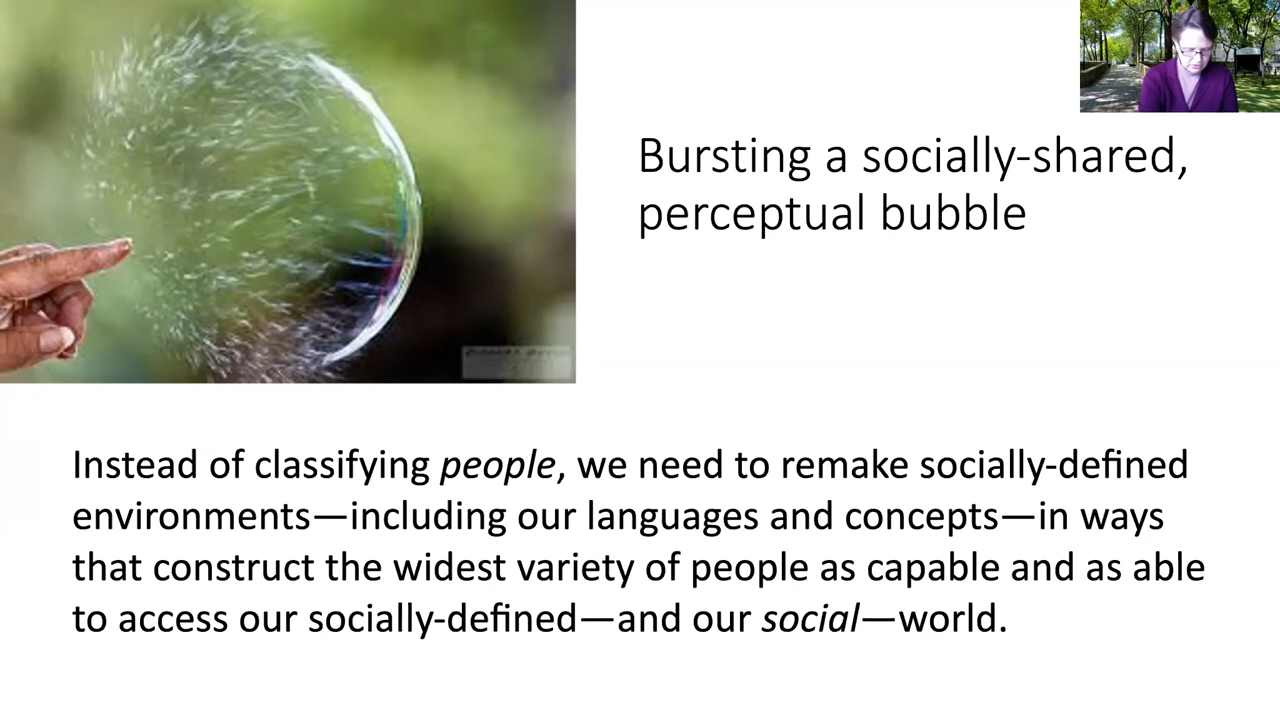 Bursting a socially-shared,
perceptual bubble
Instead of classifying people, we need to remake socially-defined
environments—including our languages and concepts—in ways
that construct the widest variety of people as capable and as able
to access our socially-defined—and our social—world.